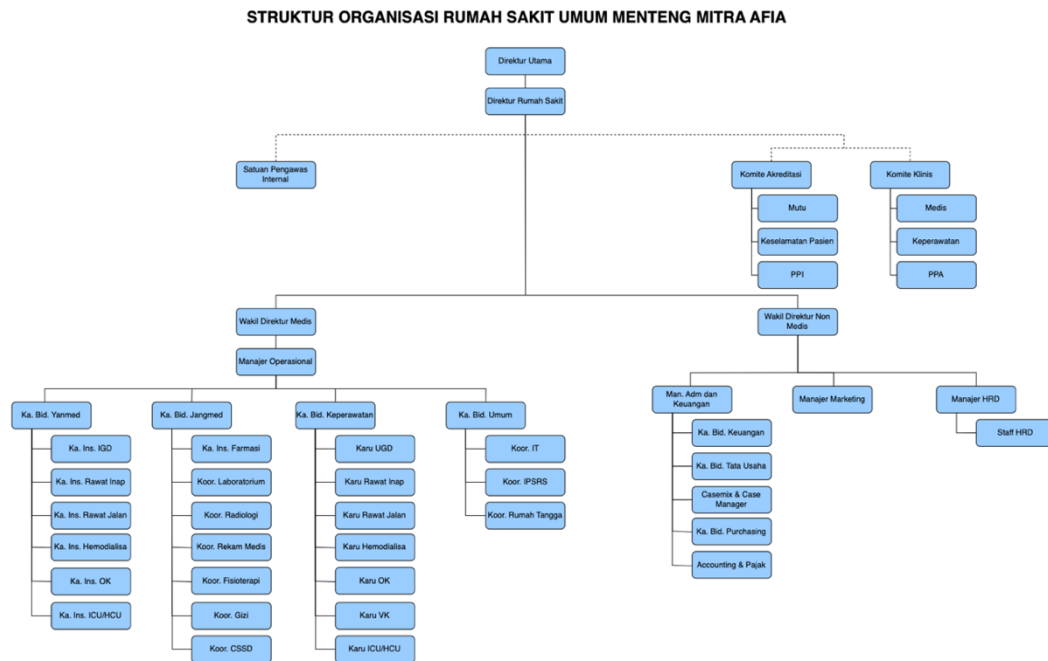 STRUKTUR ORGANISASI RUMAH SAKIT UMUM MENTENG MITRA AFIA
Direktur Utama
Direktur Rumah Sakit
Satuan Pengawas
Internal
Komite Akreditasi
Komite Klinis
Mutu
Medis
Keselamatan Pasien
Keperawatan
PPI
PPA
Wakil Direktur Medis
Wakil Direktur Non
Medis
Manajer Operasional
Ka. Bid. Yanmed
Ka. Ins. IGD
Ka. Ins. Rawat Inap
Ka. Ins. Rawat Jalan
Ka. Ins. Hemodialisa
Ka. Ins. OK
Ka. Ins. ICU/HCU
Ka. Bid. Jangmed
Ka. Ins. Farmasi
Koor. Laboratorium
Koor. Radiologi
Koor. Rekam Medis
Koor. Fisioterapi
Koor. Gizi
Koor. CSSD
Ka. Bid. Keperawatan
Karu UGD
Karu Rawat Inap
Karu Rawat Jalan
Karu Hemodialisa
Karu OK
Karu VK
Karu ICU/HCU
Ka. Bid. Umum
Koor. IT
Koor. IPSRS
Koor. Rumah Tangga
Man. Adm dan
Keuangan
Ka. Bid. Keuangan
Ka. Bid. Tata Usaha
Casemix & Case
Manager
Ka. Bid. Purchasing
Accounting & Pajak
Manajer Marketing
Manajer HRD
Staff HRD